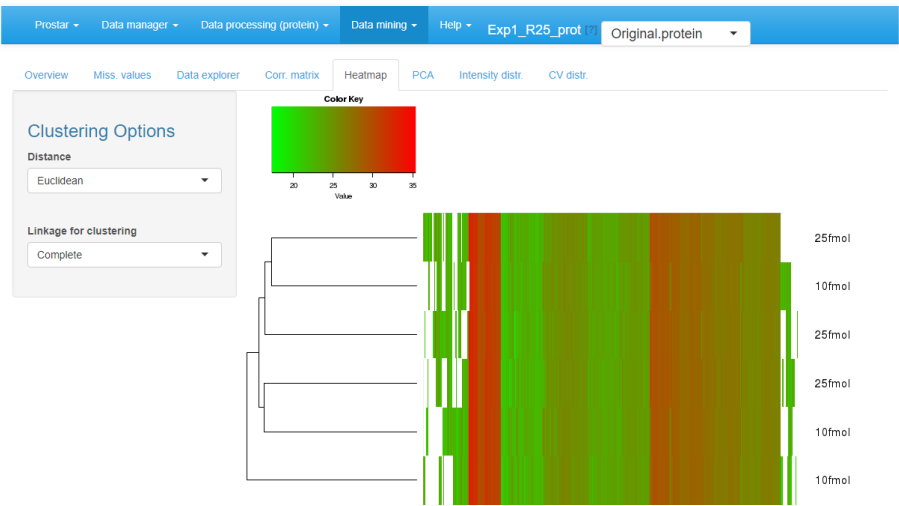 Prostar Data manager Data processing (protein) Data mining Help Exp1_R25_prot [?] Original.protein
Overview Miss. values Data explorer Corr. matrix Heatmap PCA Intensity distr. CV distr.
Color Key
Clustering Options
Distance
Euclidean
20 25 30 35
Value
Linkage for clustering
Complete
25fmol
10fmol
25fmol
25fmol
10fmol
10fmol